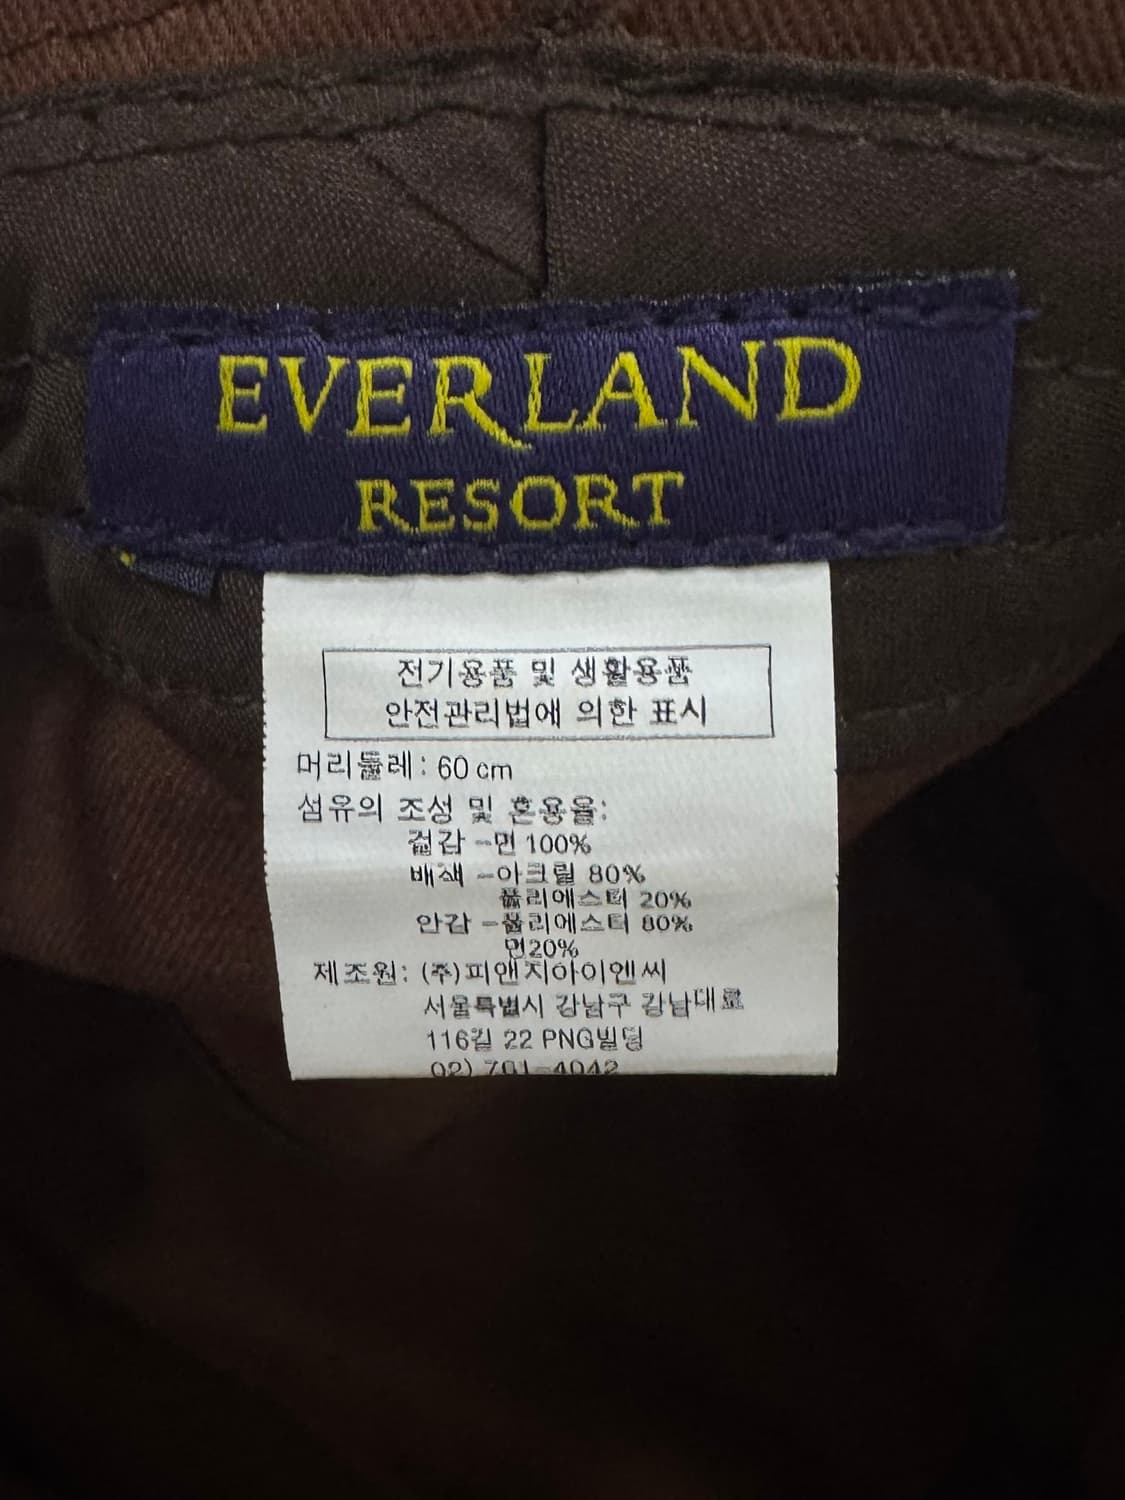 EVERLAND
RESORT
전기용품 및 생활용품
안전관리법에 의한 표시
머리둘레: 60 cm
섬유의 조성 및 혼용율:
겉감 -면 100%
배색 -아크릴 80%
폴리에스터 20%
안감 -폴리에스터 80%
면20%
제조원: (주)피앤지아이엔씨
서울특별시 강남구 강남대로
116길 22 PNG빌딩
02) 701-4042